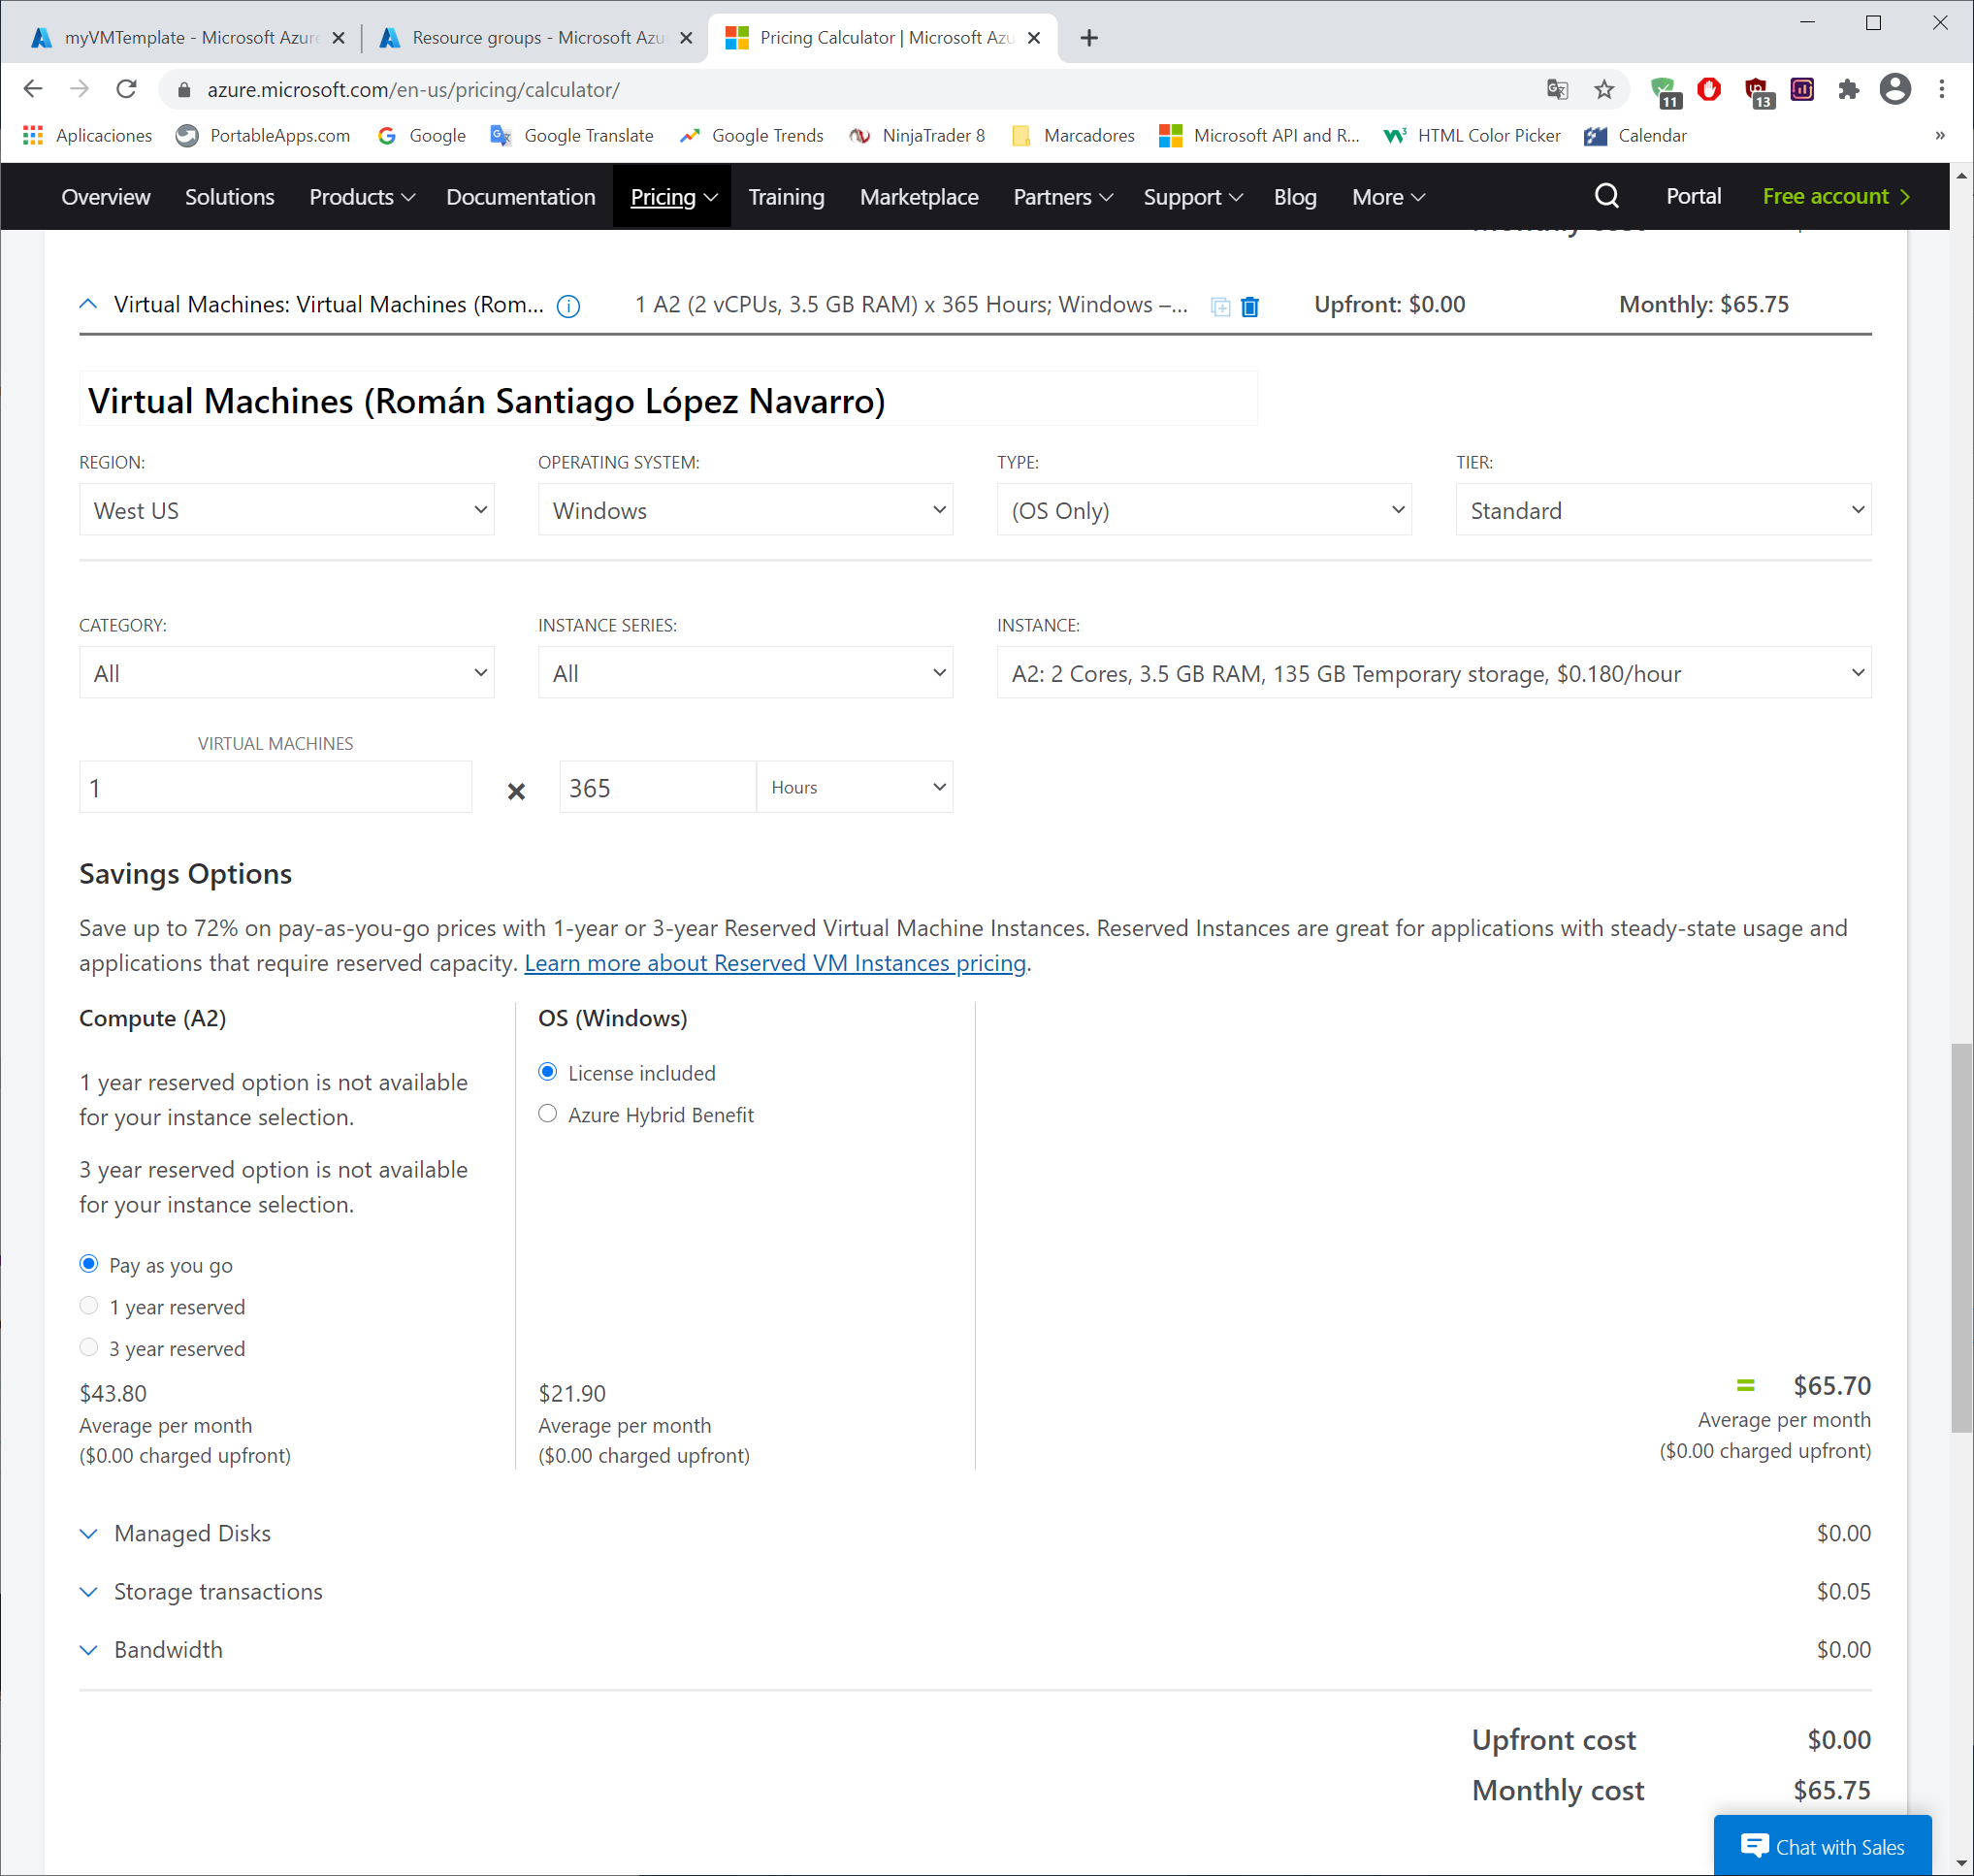 myVMTemplate - Microsoft Azur
Resource groups - Microsoft Azu
Pricing Calculator | Microsoft Azu
azure.microsoft.com/en-us/pricing/calculator/
11
13
Aplicaciones
PortableApps.com
Google
Google Translate
Google Trends
NinjaTrader 8
Marcadores
Microsoft API and R...
HTML Color Picker
Calendar
»
Overview
Solutions
Products
Documentation
Pricing
Training
Marketplace
Partners
Support
Blog
More
Portal
Free account
Virtual Machines: Virtual Machines (Rom...
1 A2 (2 vCPUs, 3.5 GB RAM) x 365 Hours; Windows –...
Upfront: $0.00
Monthly: $65.75
Virtual Machines (Román Santiago López Navarro)
REGION:
OPERATING SYSTEM:
TYPE:
TIER:
West US
Windows
(OS Only)
Standard
CATEGORY:
INSTANCE SERIES:
INSTANCE:
All
All
A2: 2 Cores, 3.5 GB RAM, 135 GB Temporary storage, $0.180/hour
VIRTUAL MACHINES
1
×
365
Hours
Savings Options
Save up to 72% on pay-as-you-go prices with 1-year or 3-year Reserved Virtual Machine Instances. Reserved Instances are great for applications with steady-state usage and
applications that require reserved capacity. Learn more about Reserved VM Instances pricing.
Compute (A2)
1 year reserved option is not available
for your instance selection.
3 year reserved option is not available
for your instance selection.
Pay as you go
1 year reserved
3 year reserved
$43.80
Average per month
($0.00 charged upfront)
OS (Windows)
License included
Azure Hybrid Benefit
$21.90
Average per month
($0.00 charged upfront)
= $65.70
Average per month
($0.00 charged upfront)
Managed Disks
$0.00
Storage transactions
$0.05
Bandwidth
$0.00
Upfront cost
$0.00
Monthly cost
$65.75
Chat with Sales